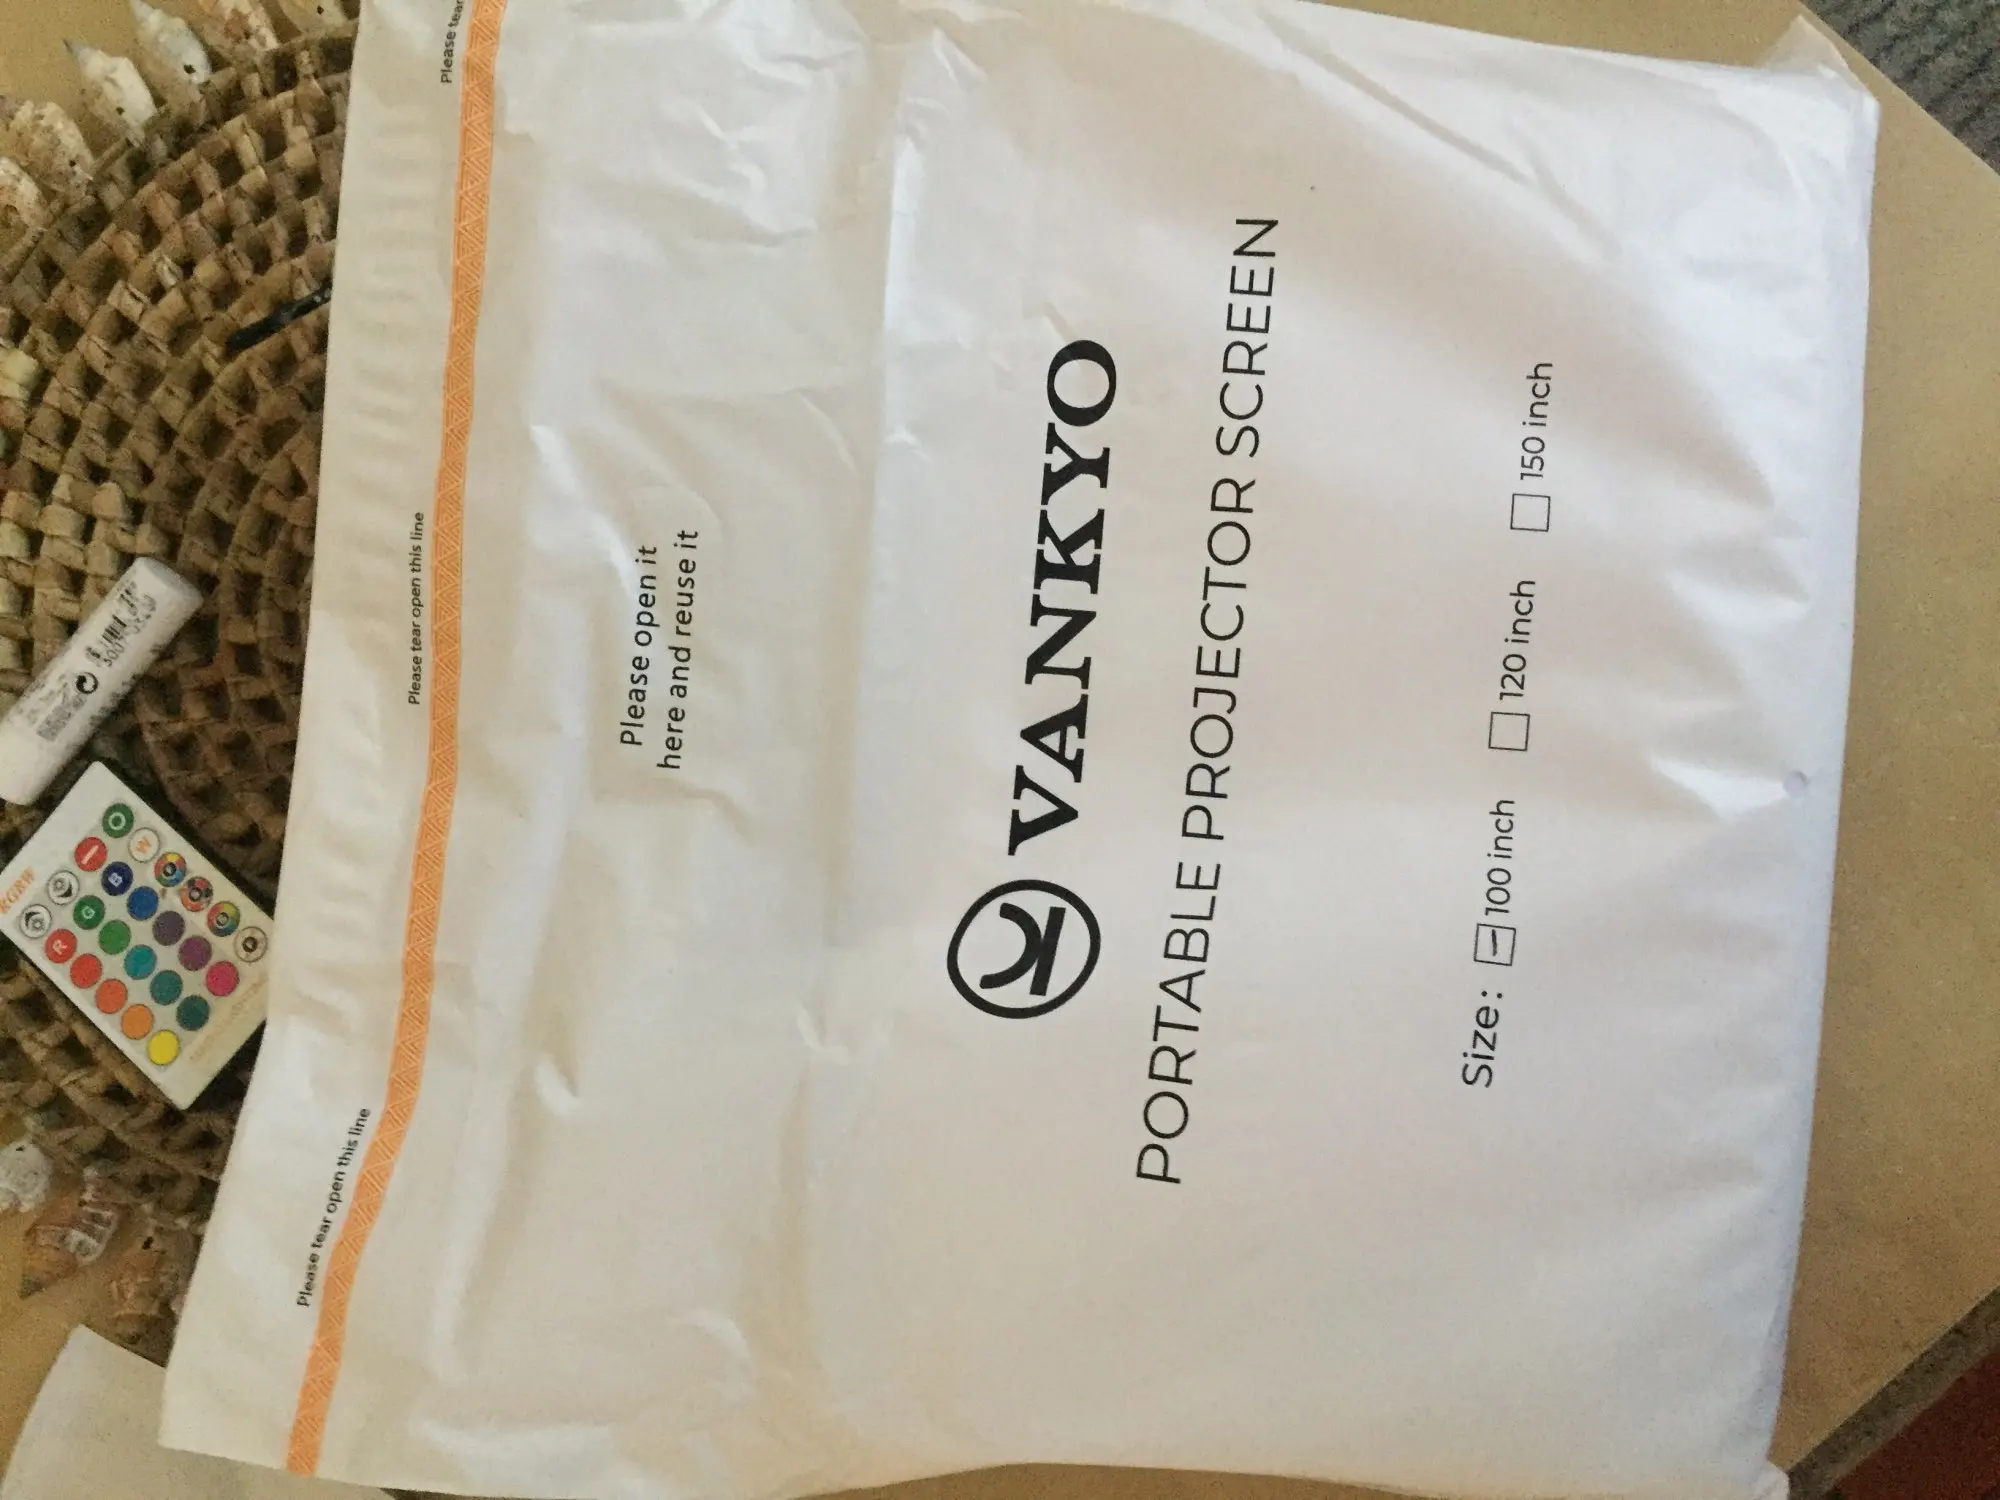 Please tear
Please tear open this line
Please tear open this line
Please open it
here and reuse it
VANKYO
PORTABLE PROJECTOR SCREEN
Size: 100 inch 120 inch 150 inch
RGBW
R G B W